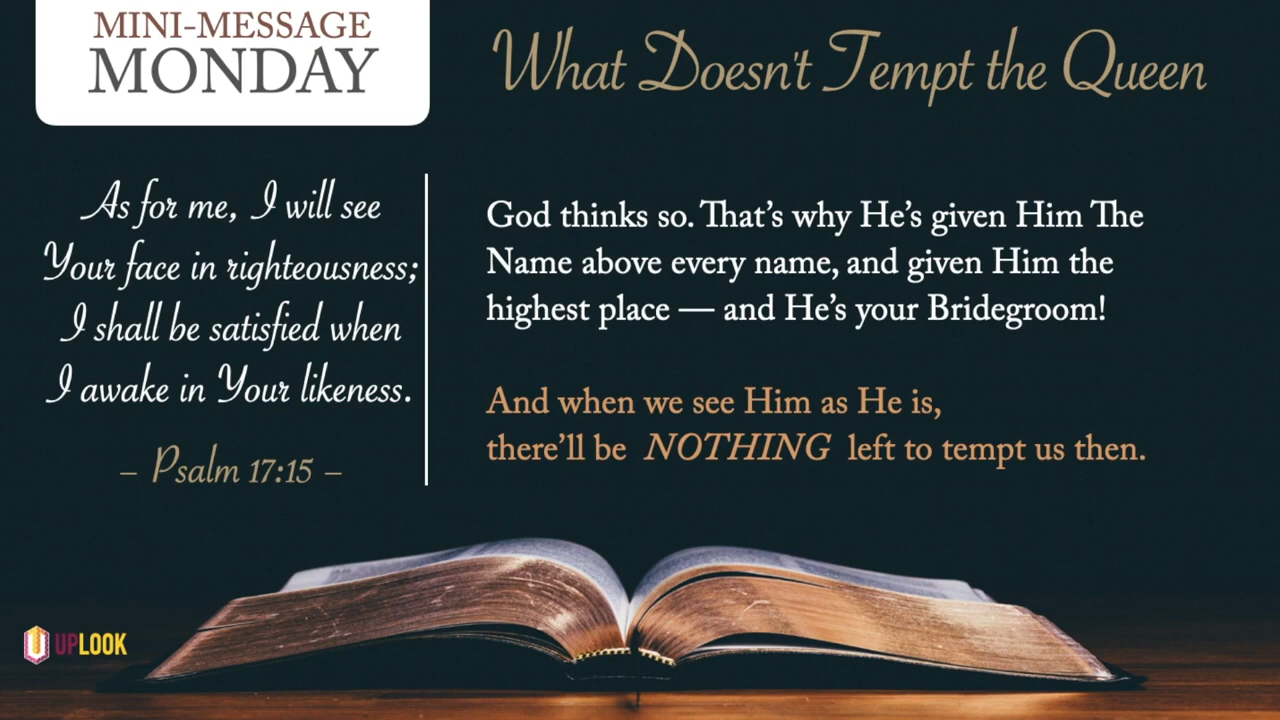 MINI-MESSAGE
MONDAY
What Doesn't Tempt the Queen
As for me, I will see
Your face in righteousness;
I shall be satisfied when
I awake in Your likeness.
– Psalm 17:15 –
God thinks so. That’s why He’s given Him The
Name above every name, and given Him the
highest place — and He’s your Bridegroom!
And when we see Him as He is,
there’ll be NOTHING left to tempt us then.
UPLOOK